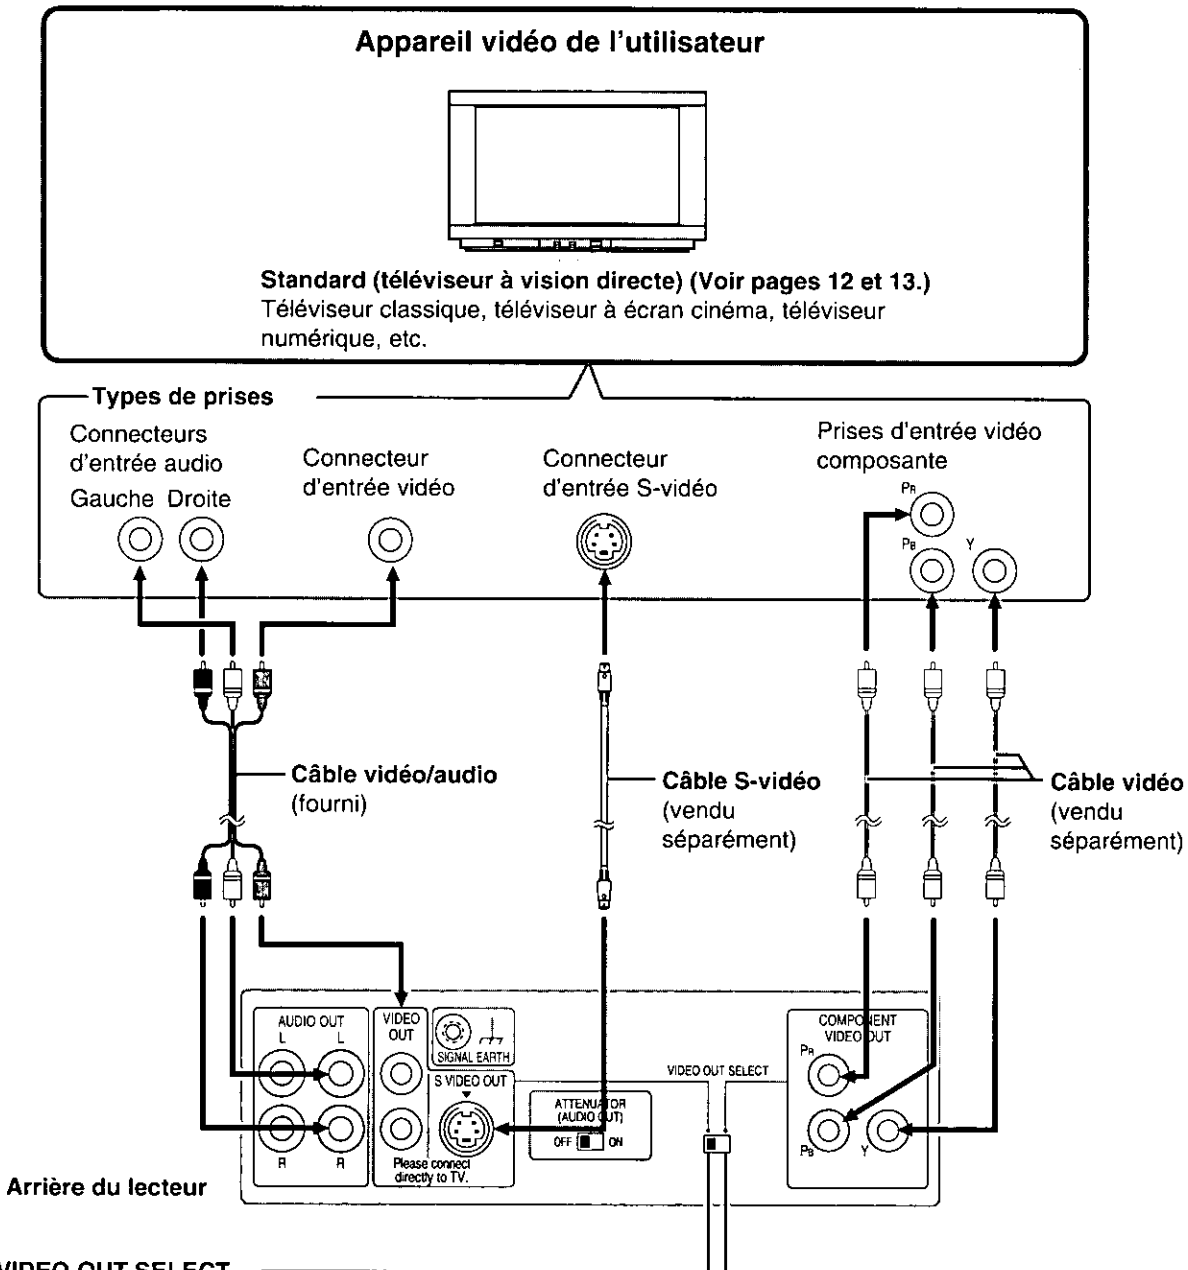 Appareil vidéo de l'utilisateur
Standard (téléviseur à vision directe) (Voir pages 12 et 13.)
Téléviseur classique, téléviseur à écran cinéma, téléviseur
numérique, etc.
Types de prises
Connecteurs
d'entrée audio
Gauche Droite
Connecteur
d'entrée vidéo
Connecteur
d'entrée S-vidéo
Prises d'entrée vidéo
composante
PR
PB
Y
Câble vidéo/audio
(fourni)
Câble S-vidéo
(vendu
séparément)
Câble vidéo
(vendu
séparément)
AUDIO OUT
L L
R R
VIDEO
OUT
SIGNAL EARTH
S VIDEO OUT
Please connect
directly to TV.
ATTENUATOR
(AUDIO OUT)
OFF ON
VIDEO OUT SELECT
COMPONENT
VIDEO OUT
PR
PB
Y
Arrière du lecteur
VIDEO OUT SELECT